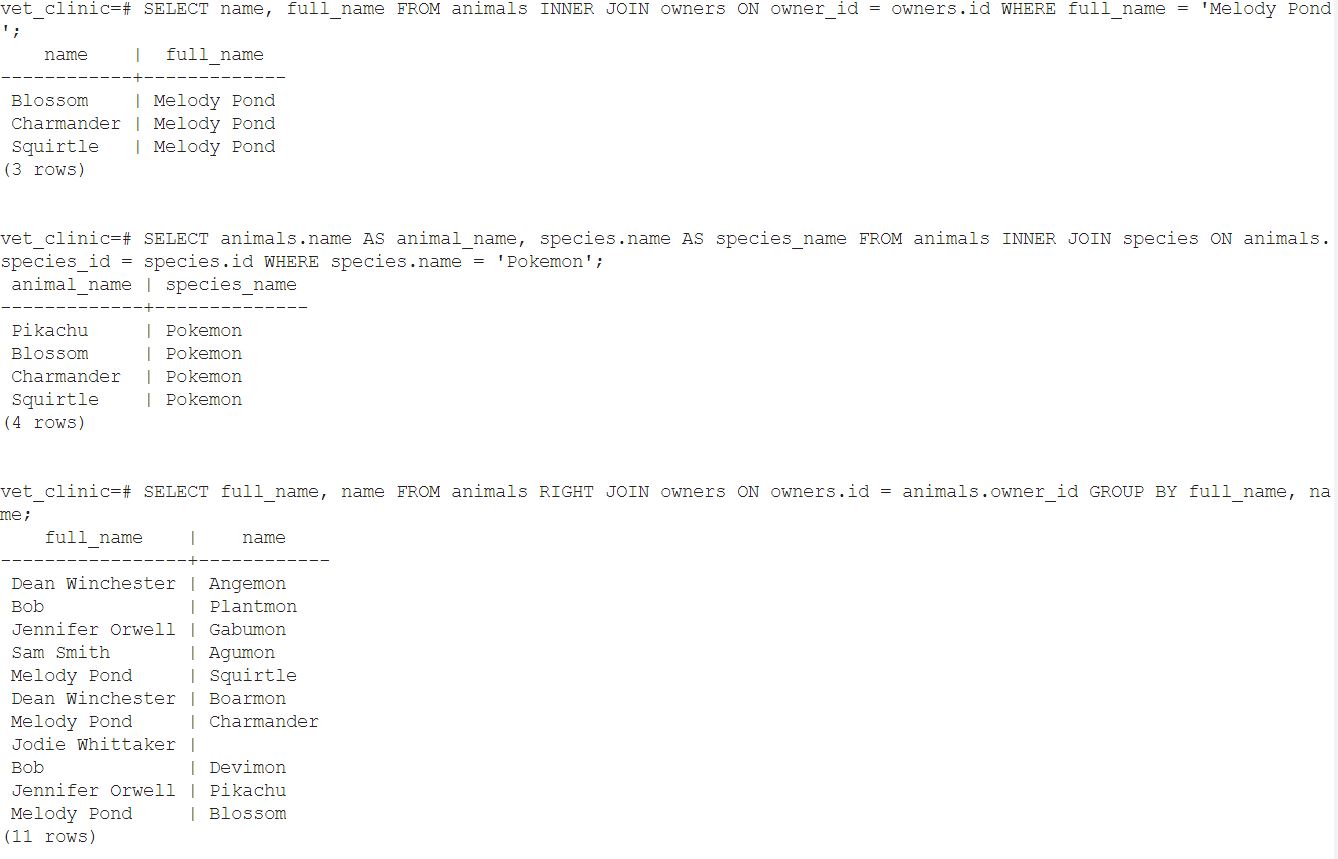 vet_clinic=# SELECT name, full_name FROM animals INNER JOIN owners ON owner_id = owners.id WHERE full_name = 'Melody Pond
';
    name    |  full_name
------------+-------------
 Blossom    | Melody Pond
 Charmander | Melody Pond
 Squirtle   | Melody Pond
(3 rows)
vet_clinic=# SELECT animals.name AS animal_name, species.name AS species_name FROM animals INNER JOIN species ON animals.
species_id = species.id WHERE species.name = 'Pokemon';
 animal_name | species_name
-------------+--------------
 Pikachu     | Pokemon
 Blossom     | Pokemon
 Charmander  | Pokemon
 Squirtle    | Pokemon
(4 rows)
vet_clinic=# SELECT full_name, name FROM animals RIGHT JOIN owners ON owners.id = animals.owner_id GROUP BY full_name, na
me;
    full_name    |    name
-----------------+------------
 Dean Winchester | Angemon
 Bob             | Plantmon
 Jennifer Orwell | Gabumon
 Sam Smith       | Agumon
 Melody Pond     | Squirtle
 Dean Winchester | Boarmon
 Melody Pond     | Charmander
 Jodie Whittaker |
 Bob             | Devimon
 Jennifer Orwell | Pikachu
 Melody Pond     | Blossom
(11 rows)